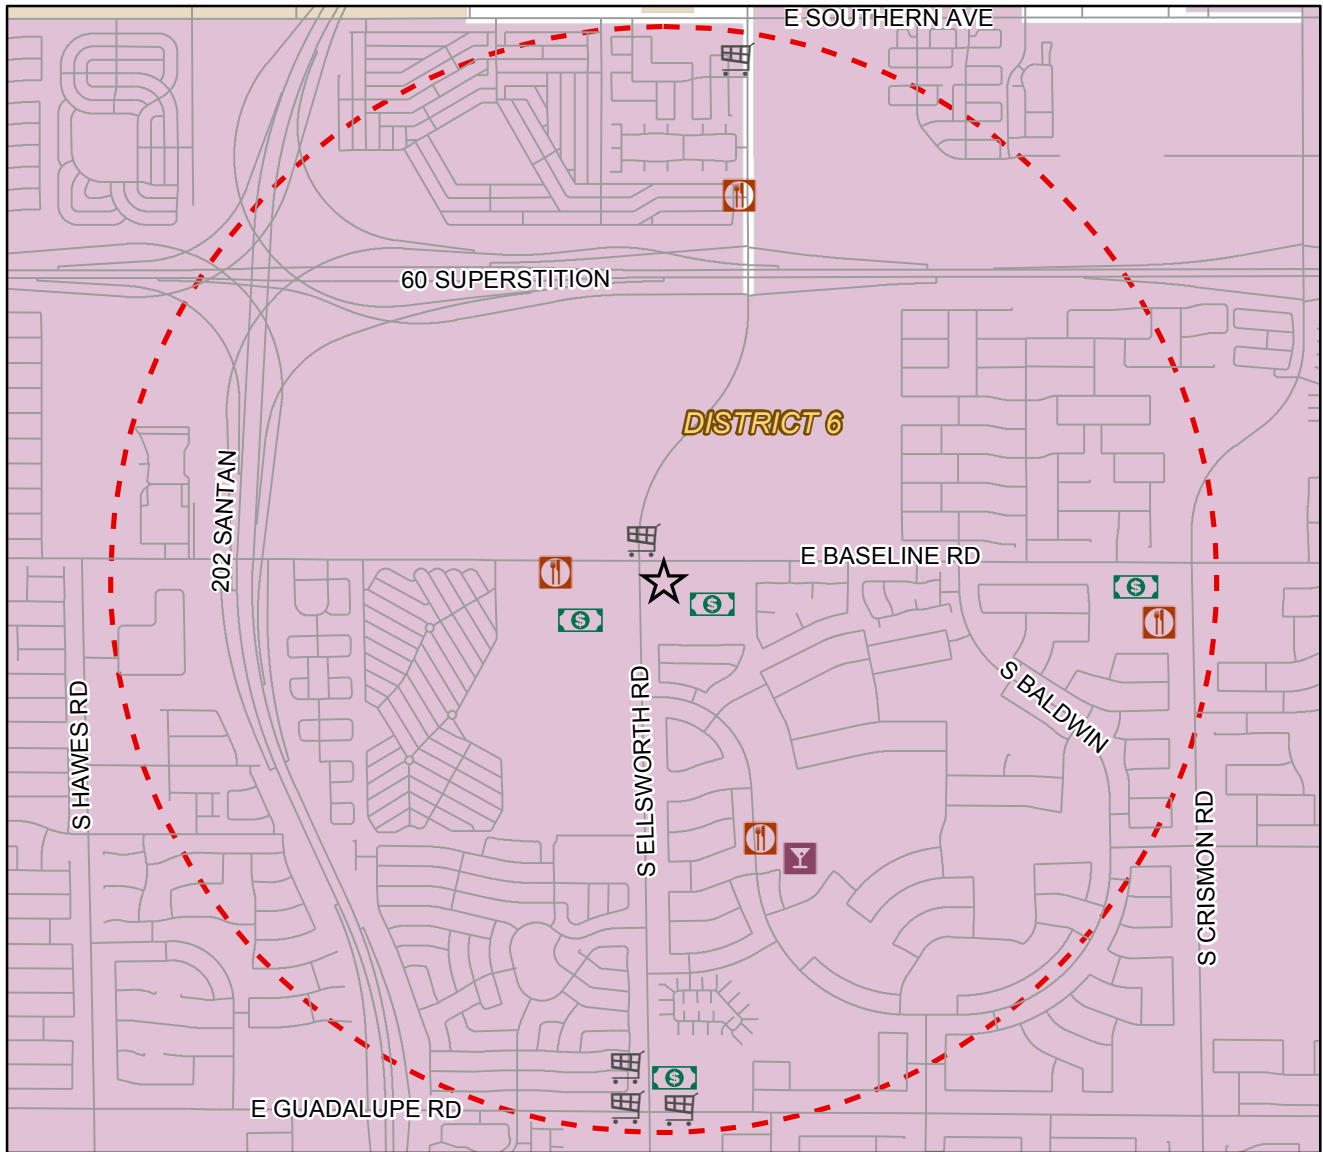 E SOUTHERN AVE
60 SUPERSTITION
DISTRICT 6
202 SANTAN
E BASELINE RD
S HAWES RD
S ELLSWORTH RD
S BALDWIN
S CRISMON RD
E GUADALUPE RD
$
$
$
$